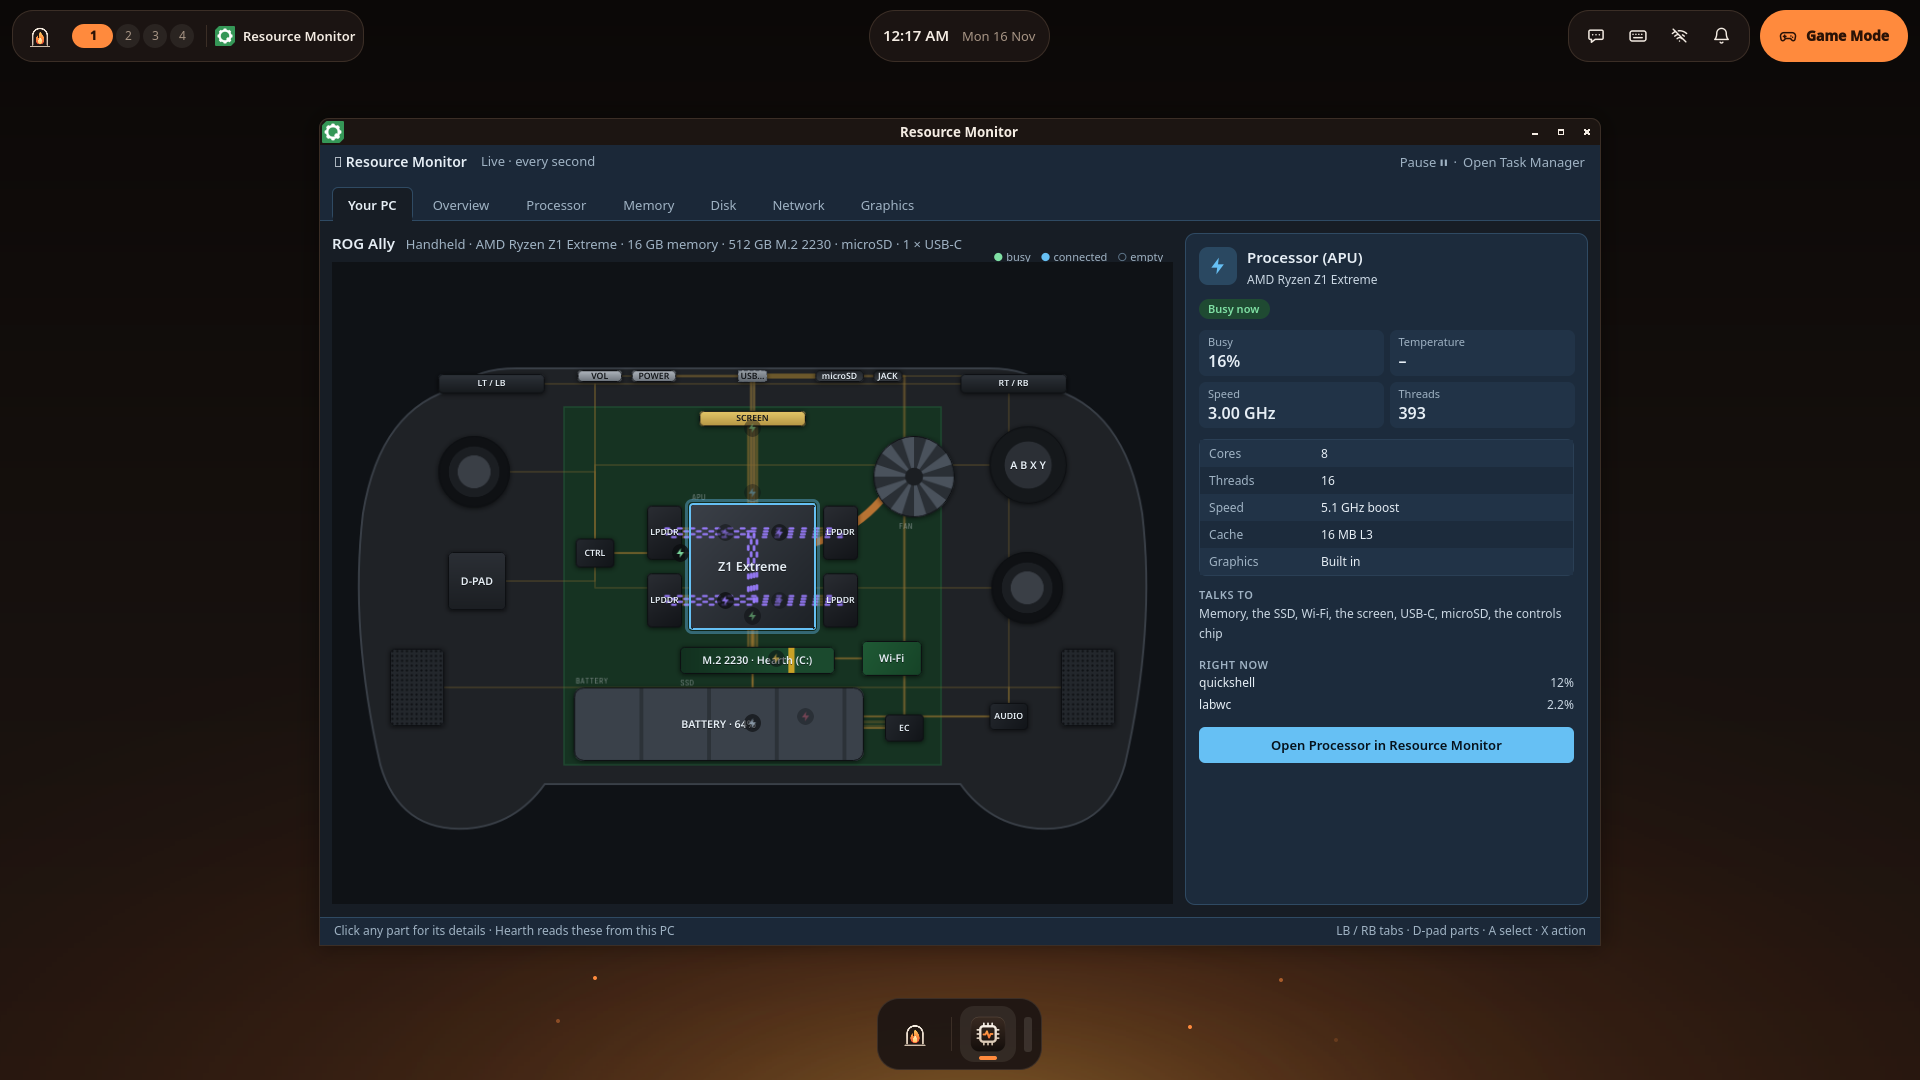 1 2 3 4 Resource Monitor
12:17 AM Mon 16 Nov
Game Mode
Resource Monitor
Resource Monitor Live · every second
Pause · Open Task Manager
Your PC Overview Processor Memory Disk Network Graphics
ROG Ally Handheld · AMD Ryzen Z1 Extreme · 16 GB memory · 512 GB M.2 2230 · microSD · 1 × USB-C
busy connected empty
LT / LB VOL POWER USB... microSD JACK RT / RB
SCREEN
A B X Y
APU
FAN
LPDDR LPDDR
CTRL
Z1 Extreme
D-PAD
LPDDR LPDDR
M.2 2230 · Hearth (C:)
Wi-Fi
BATTERY SSD
BATTERY · 64
EC
AUDIO
Processor (APU)
AMD Ryzen Z1 Extreme
Busy now
Busy
16%
Temperature
–
Speed
3.00 GHz
Threads
393
Cores 8
Threads 16
Speed 5.1 GHz boost
Cache 16 MB L3
Graphics Built in
TALKS TO
Memory, the SSD, Wi-Fi, the screen, USB-C, microSD, the controls
chip
RIGHT NOW
quickshell 12%
labwc 2.2%
Open Processor in Resource Monitor
Click any part for its details · Hearth reads these from this PC
LB / RB tabs · D-pad parts · A select · X action